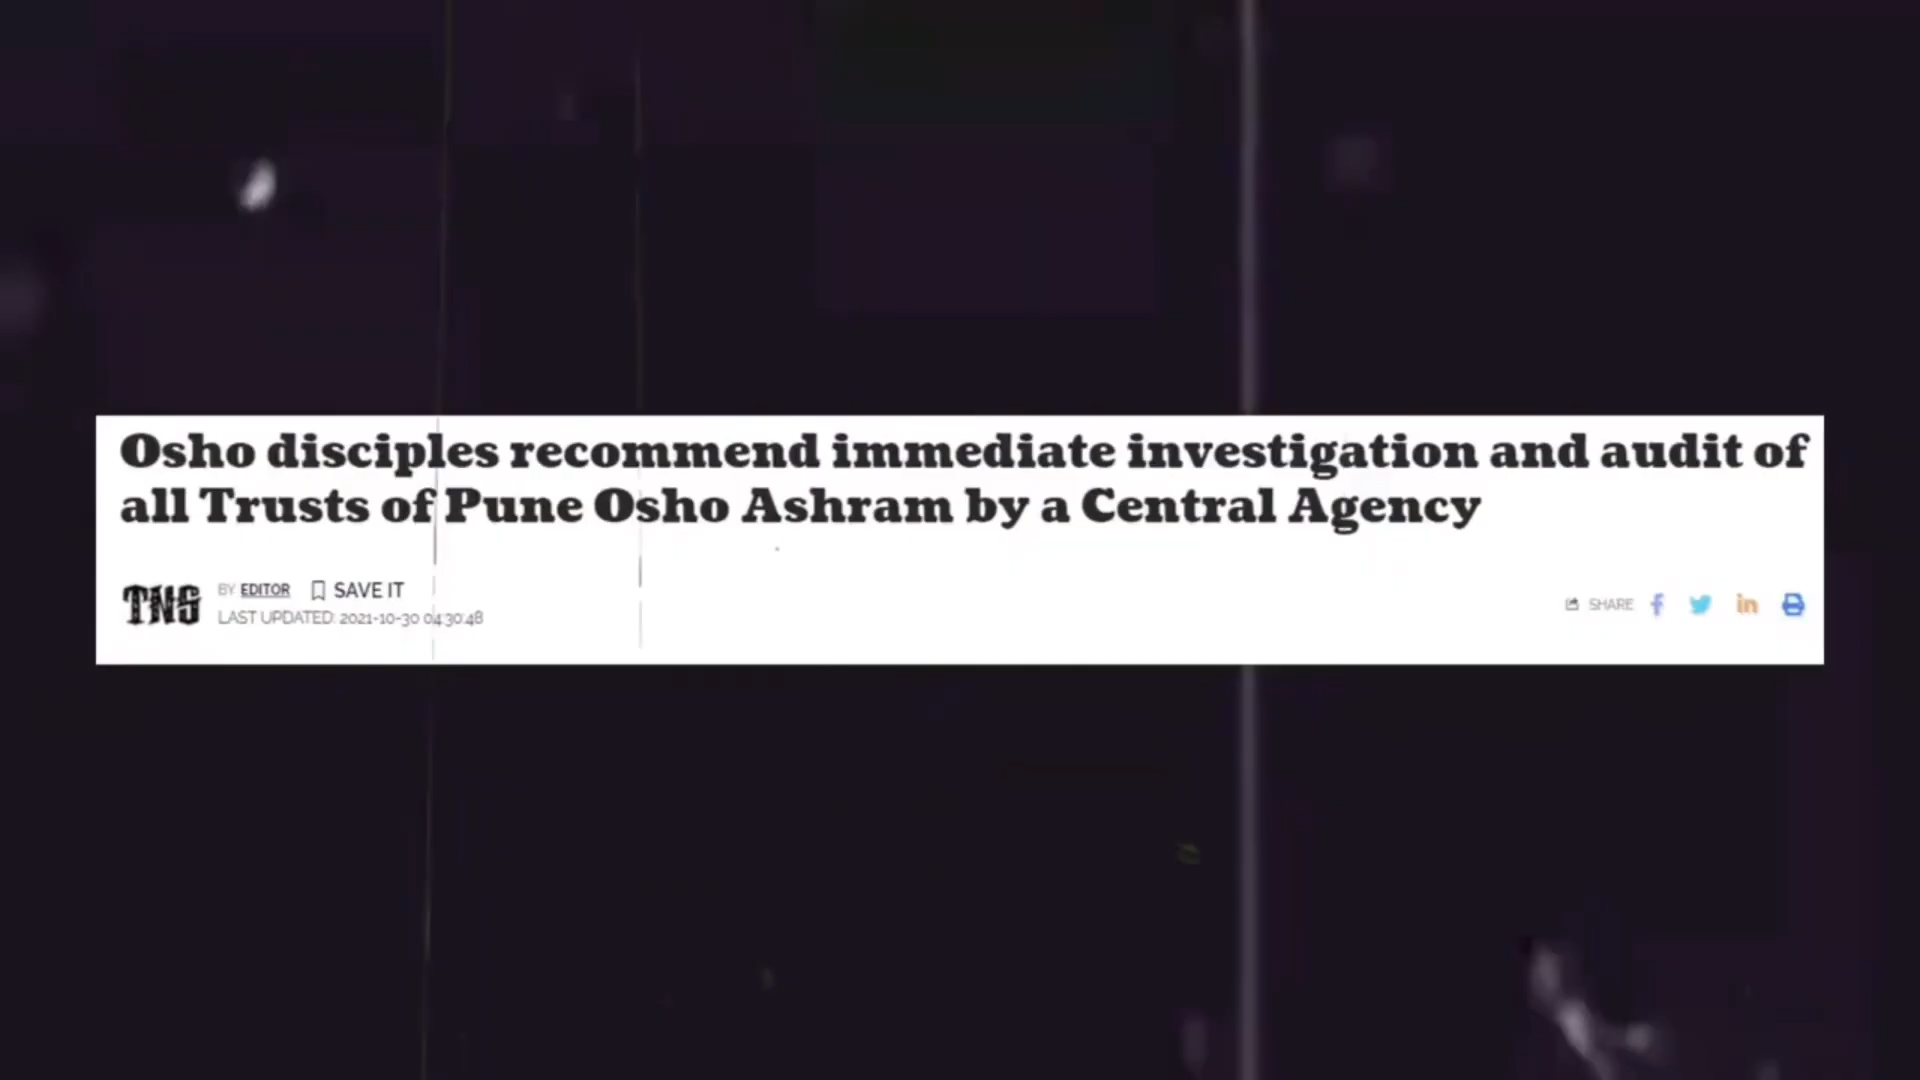 Osho disciples recommend immediate investigation and audit of
all Trusts of Pune Osho Ashram by a Central Agency
TNG
BY EDITOR SAVE IT
LAST UPDATED: 2021-10-30 04:30:48
SHARE